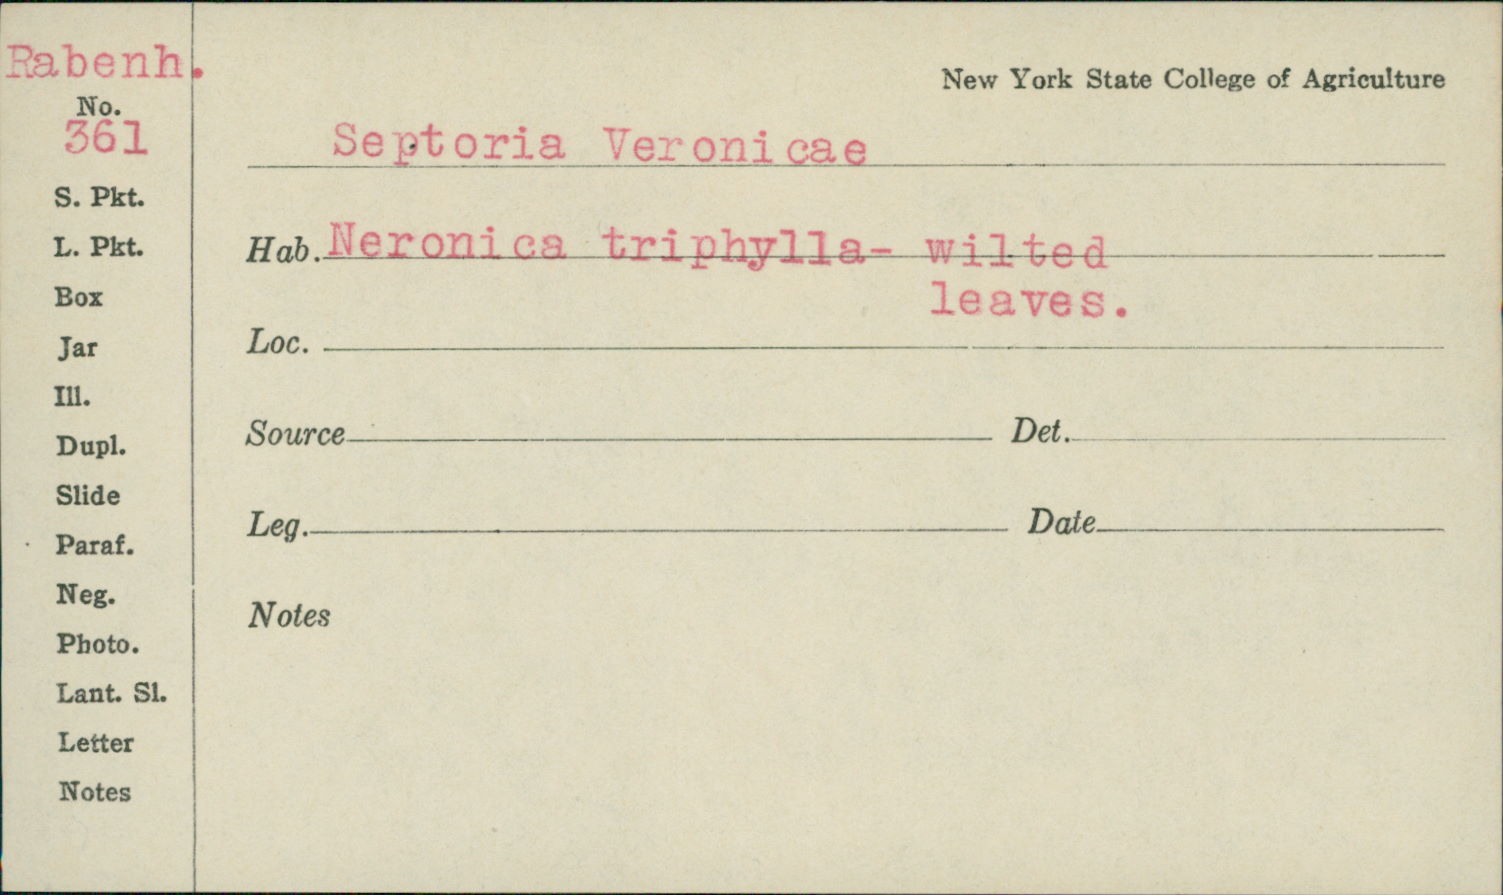 Rabenh.
No.
361
S. Pkt.
L. Pkt.
Box
Jar
Ill.
Dupl.
Slide
Paraf.
Neg.
Photo.
Lant. Sl.
Letter
Notes
New York State College of Agriculture
Septoria Veronicae
Hab. Neronica triphylla- wilted
leaves.
Loc.
Source Det.
Leg. Date
Notes